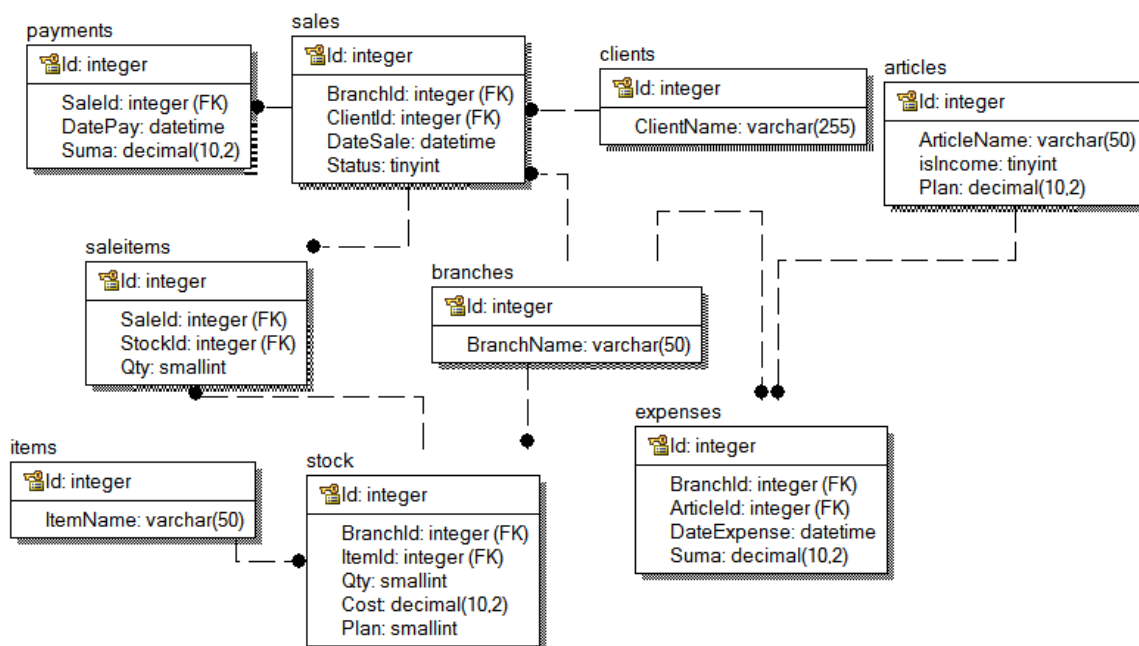 payments
Id: integer
SaleId: integer (FK)
DatePay: datetime
Suma: decimal(10,2)
sales
Id: integer
BranchId: integer (FK)
ClientId: integer (FK)
DateSale: datetime
Status: tinyint
clients
Id: integer
ClientName: varchar(255)
articles
Id: integer
ArticleName: varchar(50)
isIncome: tinyint
Plan: decimal(10,2)
saleitems
Id: integer
SaleId: integer (FK)
StockId: integer (FK)
Qty: smallint
branches
Id: integer
BranchName: varchar(50)
items
Id: integer
ItemName: varchar(50)
stock
Id: integer
BranchId: integer (FK)
ItemId: integer (FK)
Qty: smallint
Cost: decimal(10,2)
Plan: smallint
expenses
Id: integer
BranchId: integer (FK)
ArticleId: integer (FK)
DateExpense: datetime
Suma: decimal(10,2)